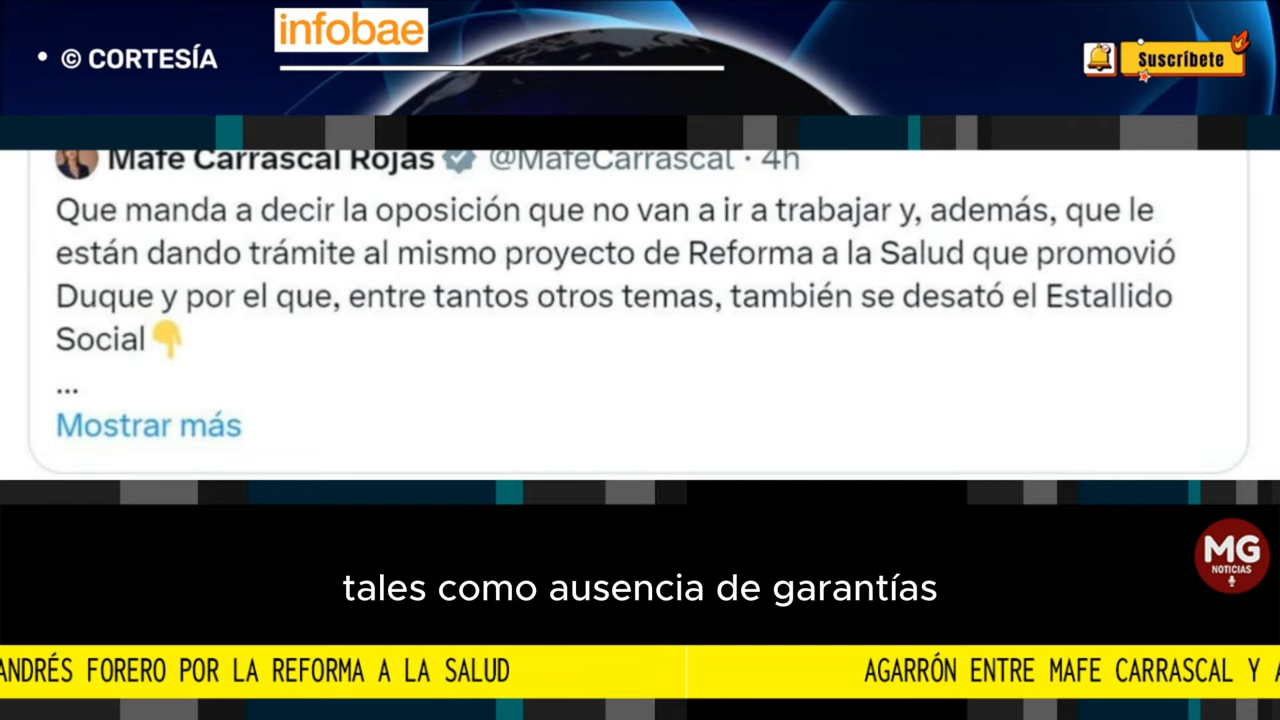 infobae
• © CORTESÍA
Suscríbete
Mafe Carrascal Rojas @MafeCarrascal · 4h
Que manda a decir la oposición que no van a ir a trabajar y, además, que le
están dando trámite al mismo proyecto de Reforma a la Salud que promovió
Duque y por el que, entre tantos otros temas, también se desató el Estallido
Social👇
...
Mostrar más
MG
NOTICIAS
tales como ausencia de garantías
ANDRÉS FORERO POR LA REFORMA A LA SALUD
AGARRÓN ENTRE MAFE CARRASCAL Y